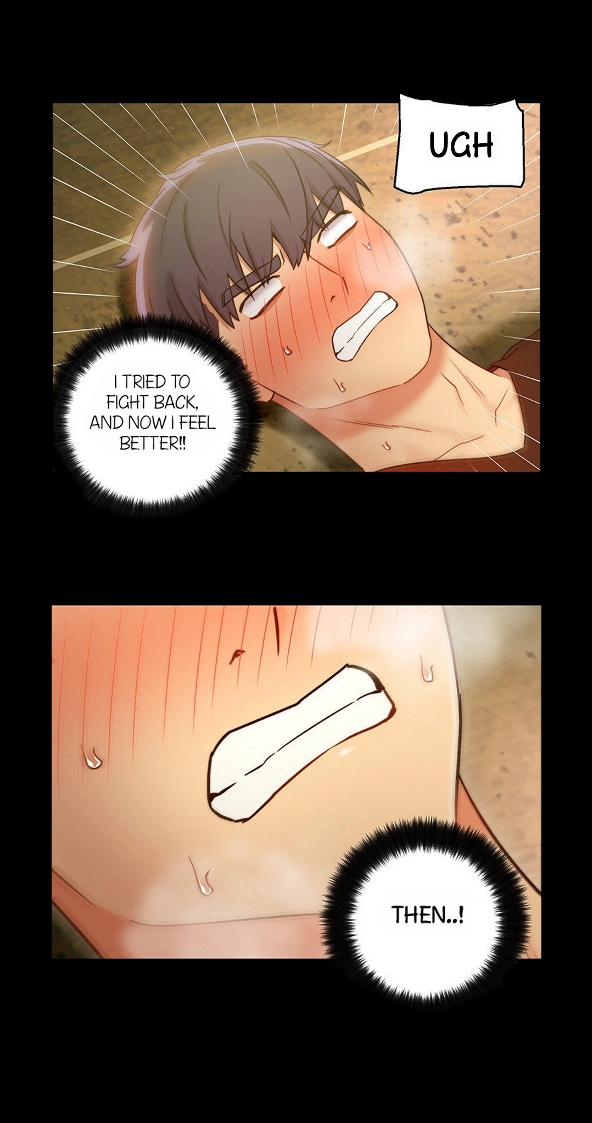 UGH
I TRIED TO
FIGHT BACK,
AND NOW I FEEL
BETTER!!
THEN..!